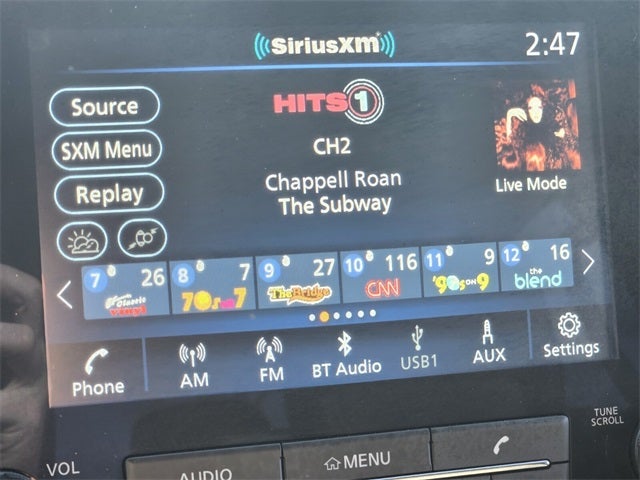 SiriusXM
2:47
Source
HITS 1
SXM Menu
CH2
Chappell Roan
Replay
Live Mode
The Subway
7 26
8 7
9 27
10 116
11 9
12 16
Classic Vinyl
70s on 7
The Bridge
CNN
'90s on 9
the blend
Phone
AM
FM
BT Audio
USB1
AUX
Settings
TUNE SCROLL
VOL
AUDIO
MENU